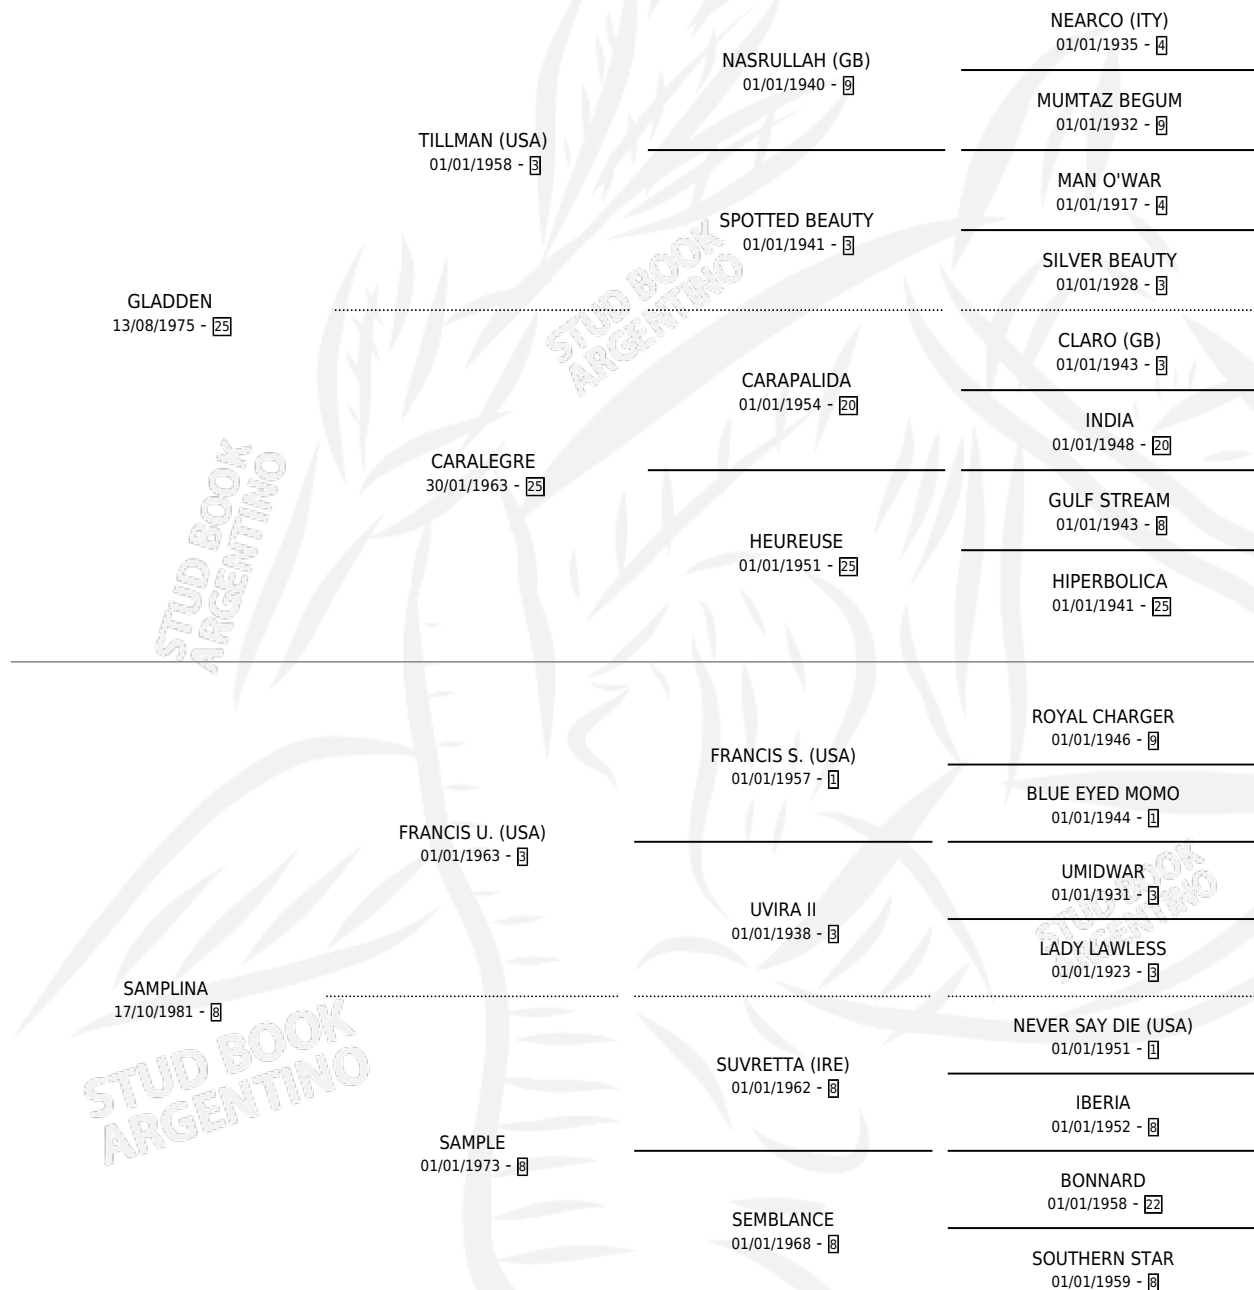 NEARCO (ITY)
01/01/1935 - 4
NASRULLAH (GB)
01/01/1940 - 9
MUMTAZ BEGUM
01/01/1932 - 9
TILLMAN (USA)
01/01/1958 - 3
MAN O'WAR
01/01/1917 - 4
SPOTTED BEAUTY
01/01/1941 - 3
SILVER BEAUTY
01/01/1928 - 3
GLADDEN
13/08/1975 - 25
STUD BOOK
ARGENTINO
CLARO (GB)
01/01/1943 - 3
CARAPALIDA
01/01/1954 - 20
INDIA
01/01/1948 - 20
CARALEGRE
30/01/1963 - 25
GULF STREAM
01/01/1943 - 8
HEUREUSE
01/01/1951 - 25
HIPERBOLICA
01/01/1941 - 25
STUD BOOK
ARGENTINO
ROYAL CHARGER
01/01/1946 - 9
FRANCIS S. (USA)
01/01/1957 - 1
BLUE EYED MOMO
01/01/1944 - 1
FRANCIS U. (USA)
01/01/1963 - 3
UMIDWAR
01/01/1931 - 3
UVIRA II
01/01/1938 - 3
STUD BOOK
ARGENTINO
LADY LAWLESS
01/01/1923 - 3
SAMPLINA
17/10/1981 - 8
STUD BOOK
ARGENTINO
NEVER SAY DIE (USA)
01/01/1951 - 1
SUVRETTA (IRE)
01/01/1962 - 8
IBERIA
01/01/1952 - 8
SAMPLE
01/01/1973 - 8
BONNARD
01/01/1958 - 22
SEMBLANCE
01/01/1968 - 8
SOUTHERN STAR
01/01/1959 - 8